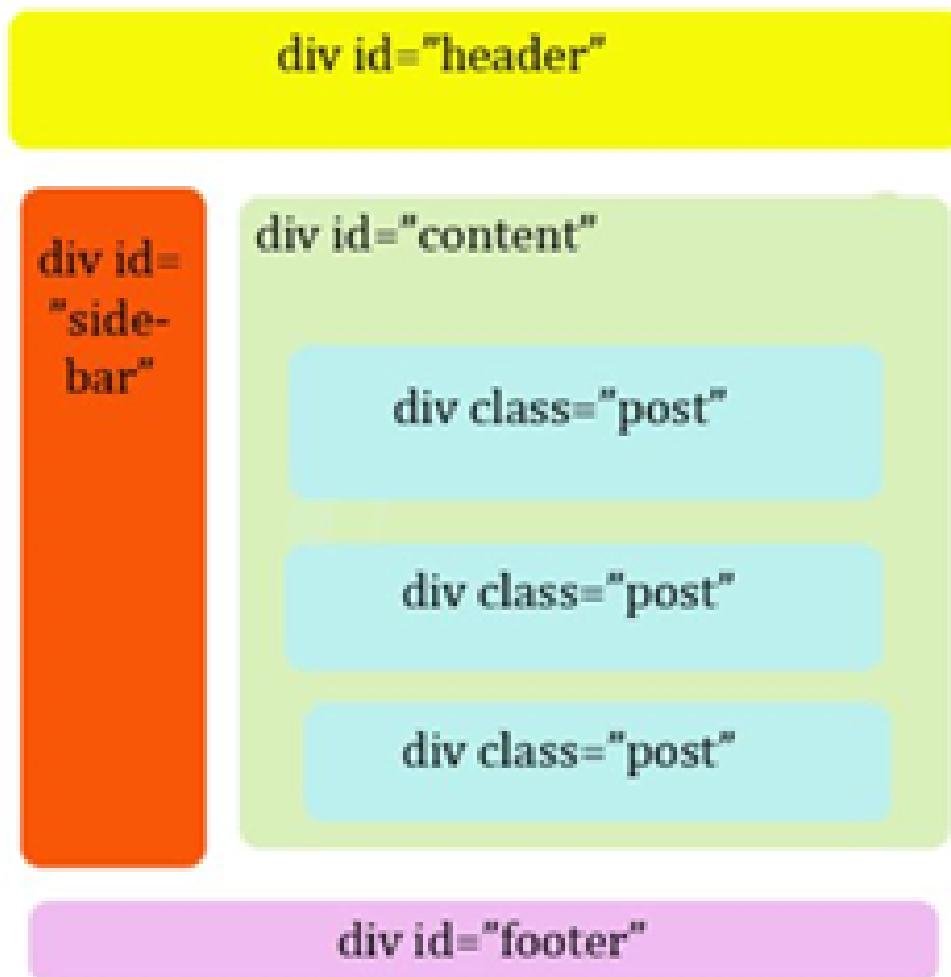 div id="header"
div id=
"side-
bar"
div id="content"
div class="post"
div class="post"
div class="post"
div id="footer"